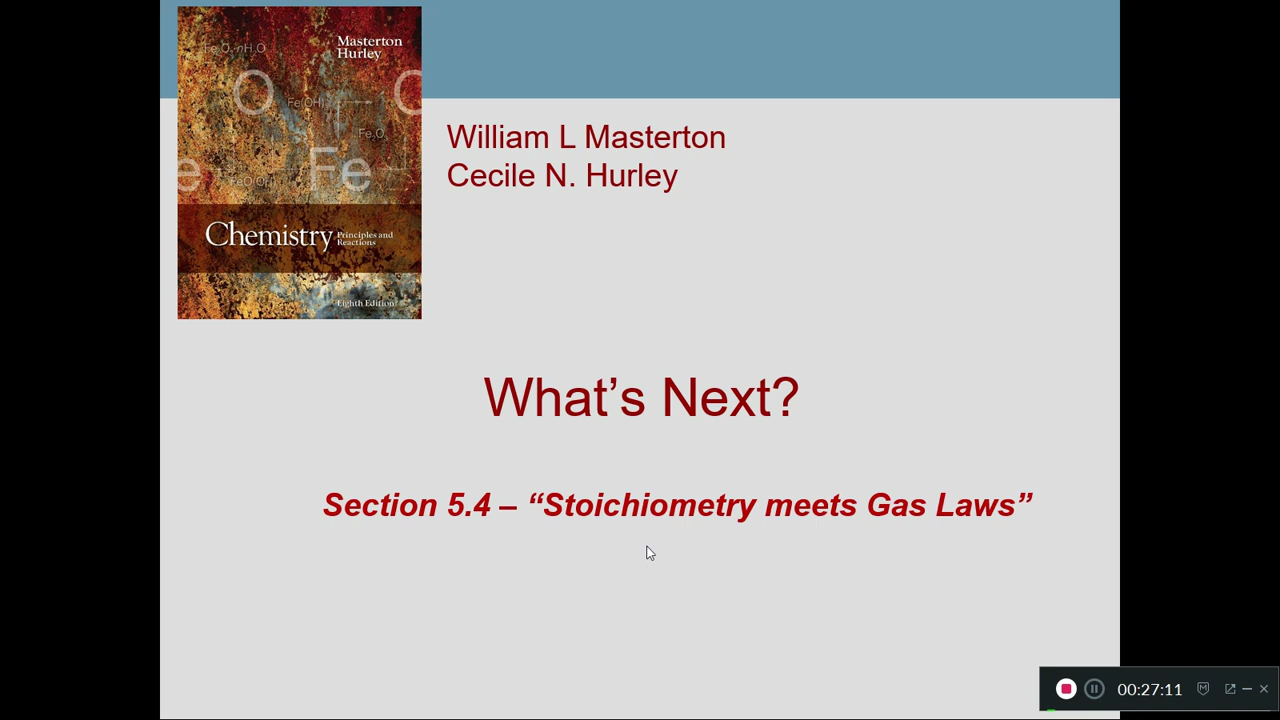 Masterton
Hurley
Fe
Chemistry Principles and
Reactions
Eighth Edition
William L Masterton
Cecile N. Hurley
What’s Next?
Section 5.4 – “Stoichiometry meets Gas Laws”
00:27:11